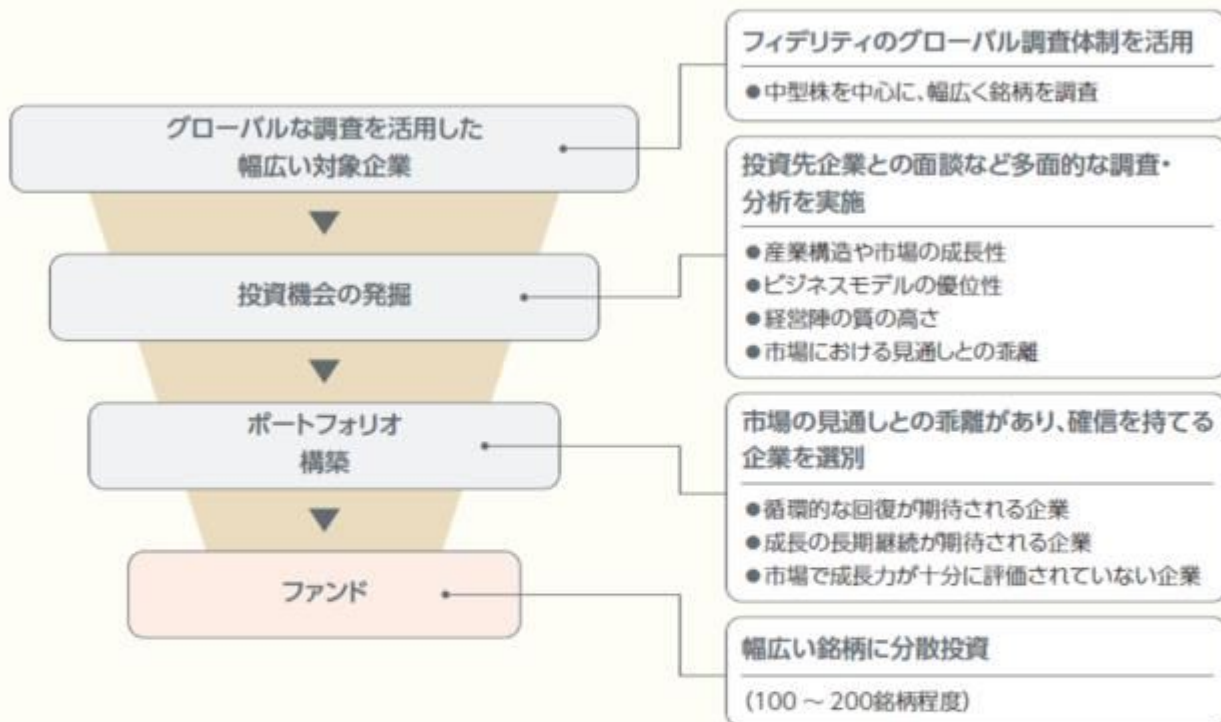 グローバルな調査を活用した
幅広い対象企業
フィデリティのグローバル調査体制を活用
●中型株を中心に、幅広く銘柄を調査
投資機会の発掘
投資先企業との面談など多面的な調査・
分析を実施
●産業構造や市場の成長性
●ビジネスモデルの優位性
●経営陣の質の高さ
●市場における見通しとの乖離
ポートフォリオ
構築
市場の見通しとの乖離があり、確信を持てる
企業を選別
●循環的な回復が期待される企業
●成長の長期継続が期待される企業
●市場で成長力が十分に評価されていない企業
ファンド
幅広い銘柄に分散投資
(100 ～ 200銘柄程度)